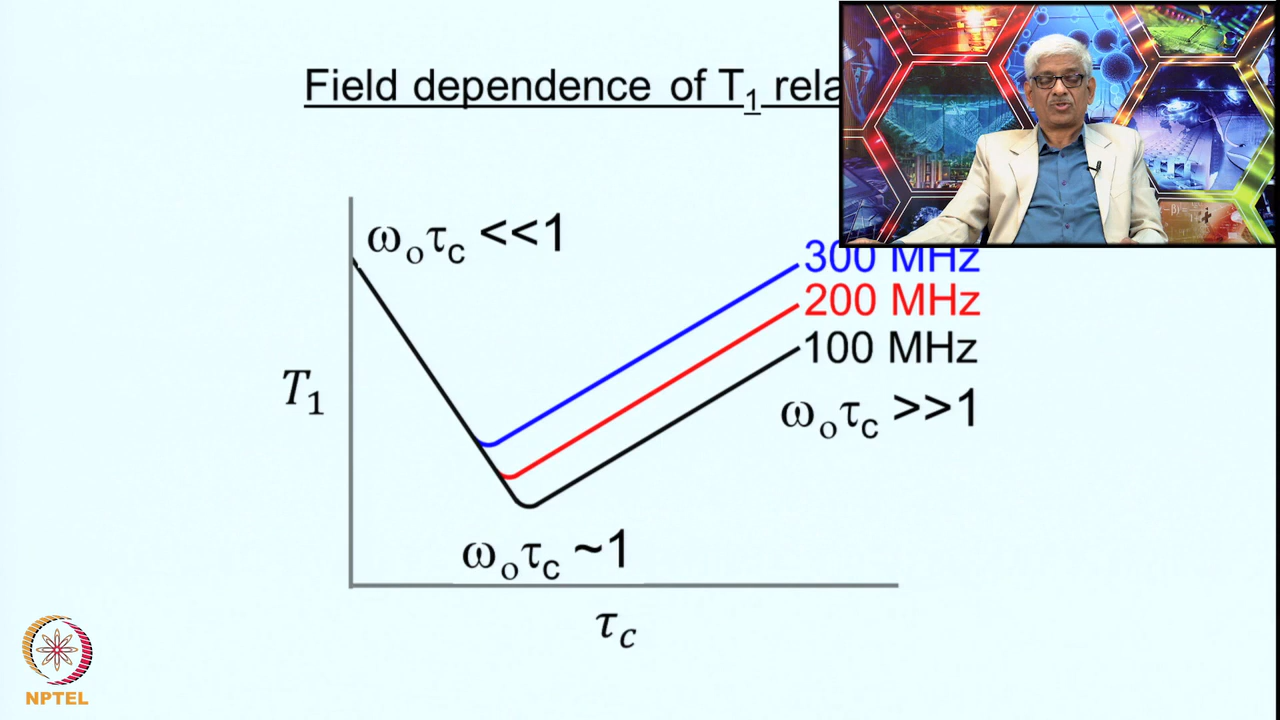 Field dependence of T₁
ωₒτc <<1
300 MHz
200 MHz
100 MHz
T₁
ωₒτc >>1
ωₒτc ~1
τc
NPTEL